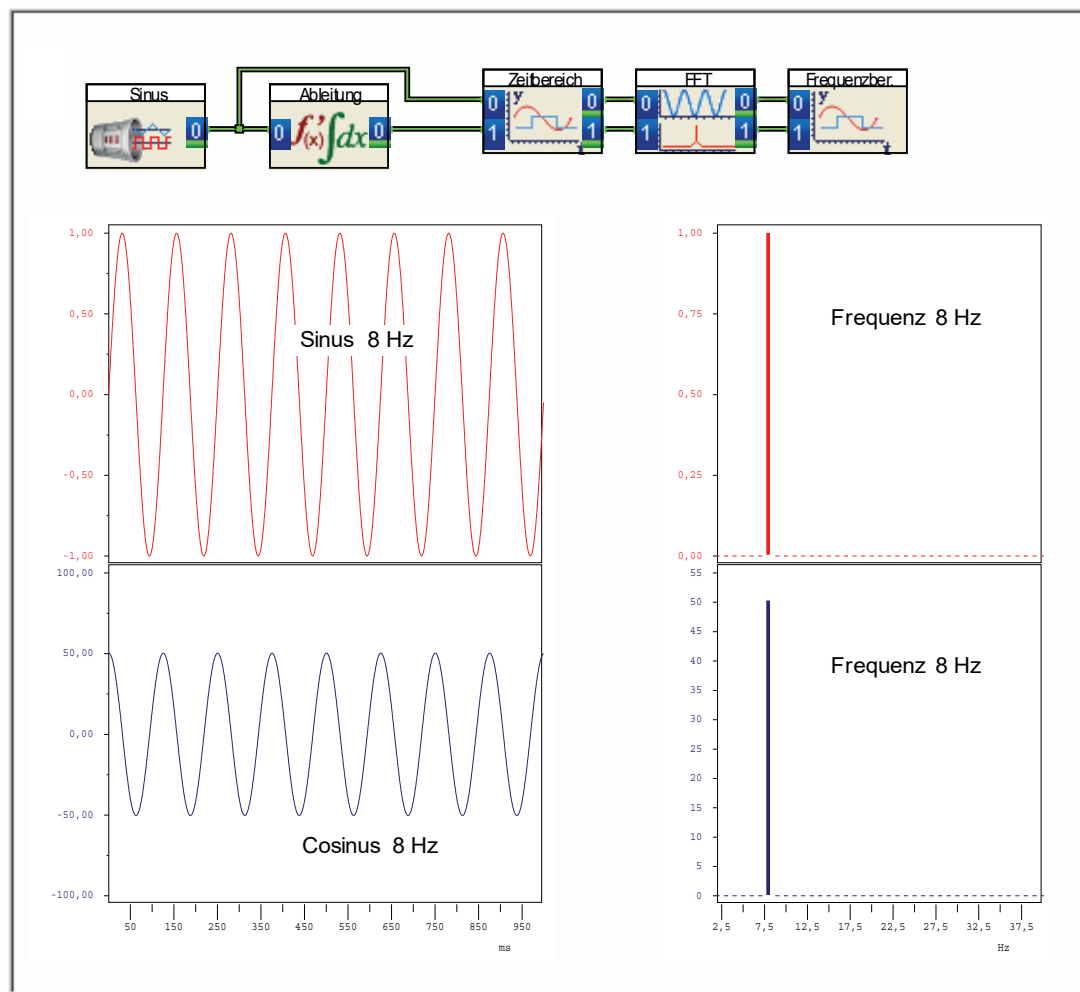 Sinus
Ableitung
Zeitbereich
FFT
Frequenzber.
0
0
0
f'(x) ∫dx
0
1
y
0
1
t
0
1
0
1
0
1
y
t
1,00
0,50
0,00
-0,50
-1,00
Sinus 8 Hz
1,00
0,75
0,50
0,25
0,00
Frequenz 8 Hz
100,00
50,00
0,00
-50,00
-100,00
Cosinus 8 Hz
50 150 250 350 450 550 650 750 850 950
ms
55
50
45
40
35
30
25
20
15
10
5
0
Frequenz 8 Hz
2,5 7,5 12,5 17,5 22,5 27,5 32,5 37,5
Hz